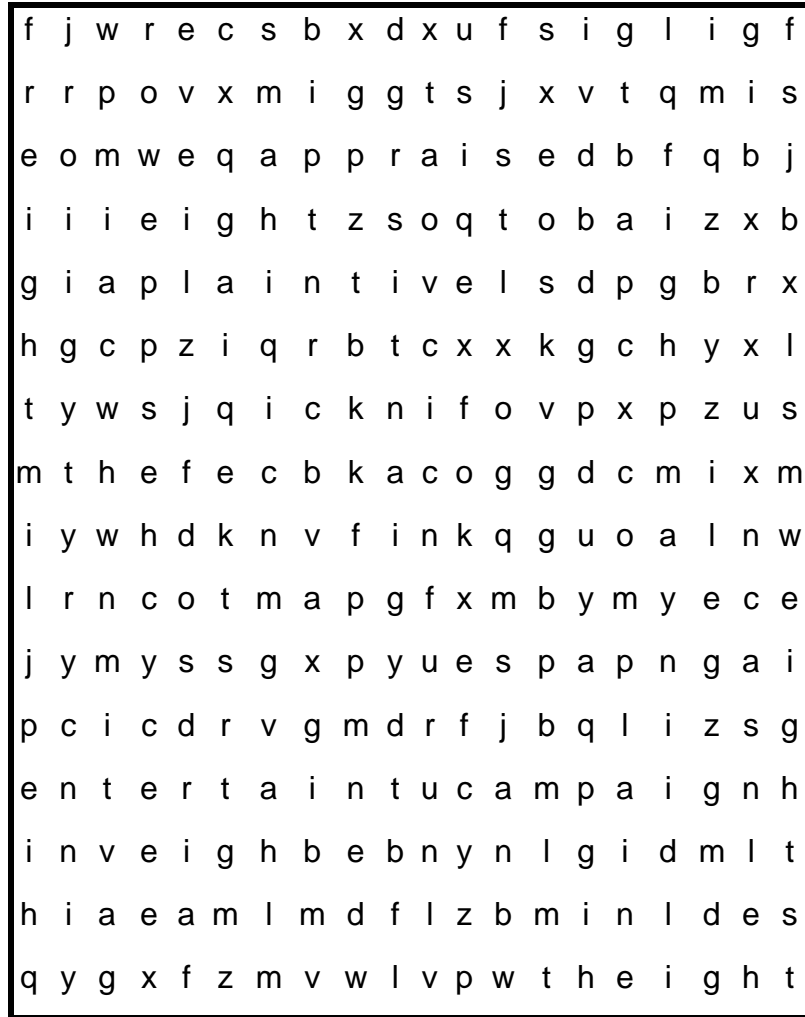 f j w r e c s b x d x u f s i g l i g f
r r p o v x m i g g t s j x v t q m i s
e o m w e q a p p r a i s e d b f q b j
i i i e i g h t z s o q t o b a i z x b
g i a p l a i n t i v e l s d p g b r x
h g c p z i q r b t c x x k g c h y x l
t y w s j q i c k n i f o v p x p z u s
m t h e f e c b k a c o g g d c m i x m
i y w h d k n v f i n k q g u o a l n w
l r n c o t m a p g f x m b y m y e c e
j y m y s s g x p y u e s p a p n g a i
p c i c d r v g m d r f j b q l i z s g
e n t e r t a i n t u c a m p a i g n h
i n v e i g h b e b n y n l g i d m l t
h i a e a m l m d f l z b m i n l d e s
q y g x f z m v w l v p w t h e i g h t